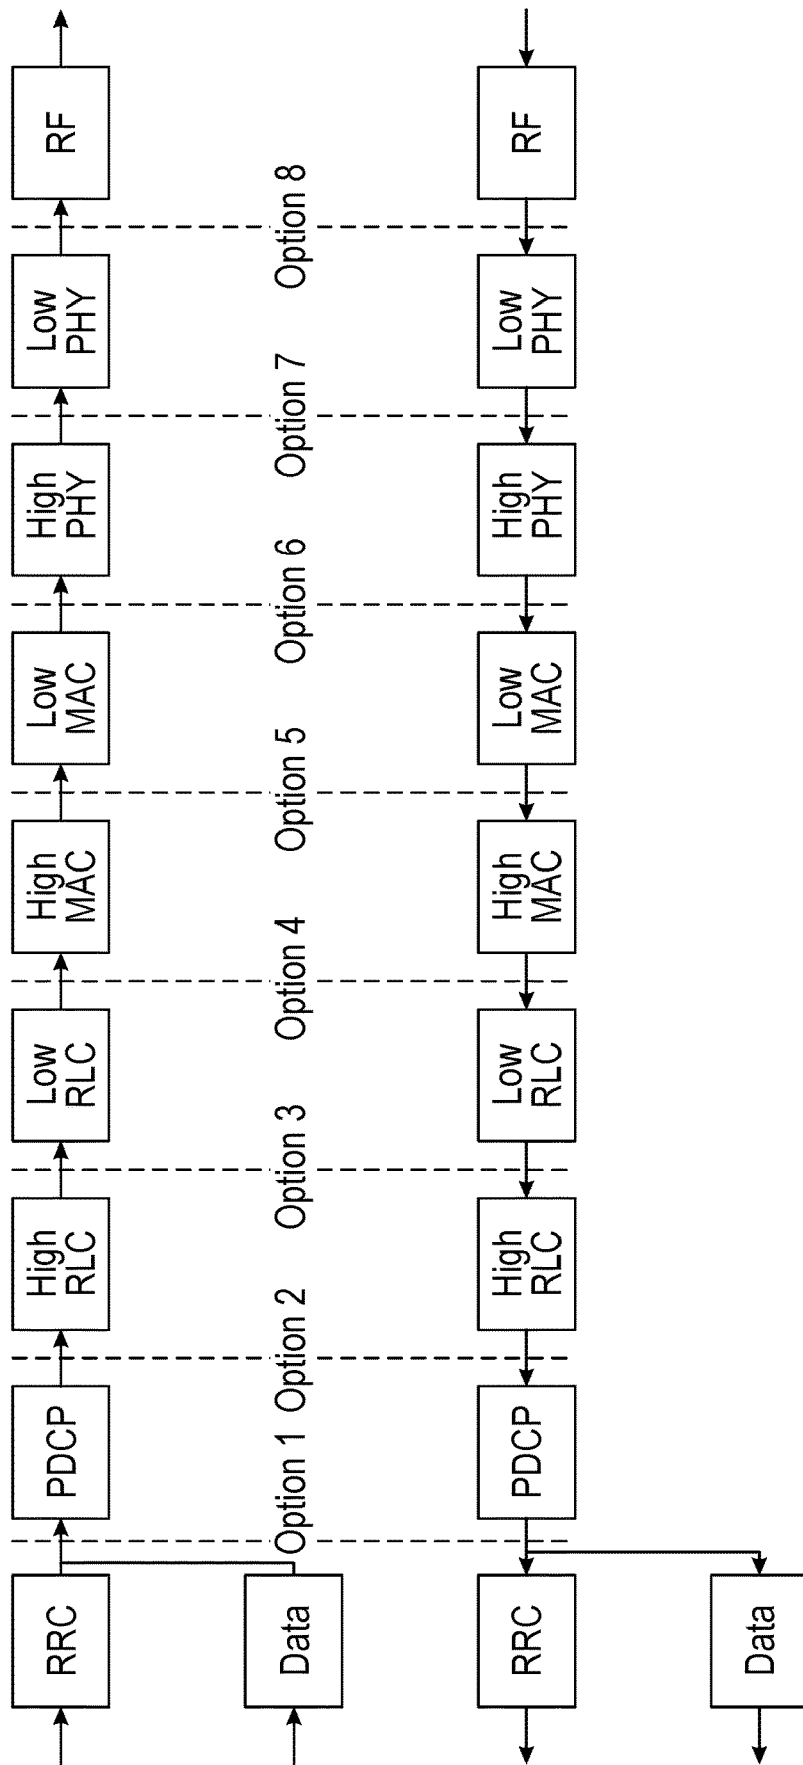 RRC
PDCP
High
RLC
Low
RLC
High
MAC
Low
MAC
High
PHY
Low
PHY
RF
Data
Option 1
Option 2
Option 3
Option 4
Option 5
Option 6
Option 7
Option 8
RRC
PDCP
High
RLC
Low
RLC
High
MAC
Low
MAC
High
PHY
Low
PHY
RF
Data